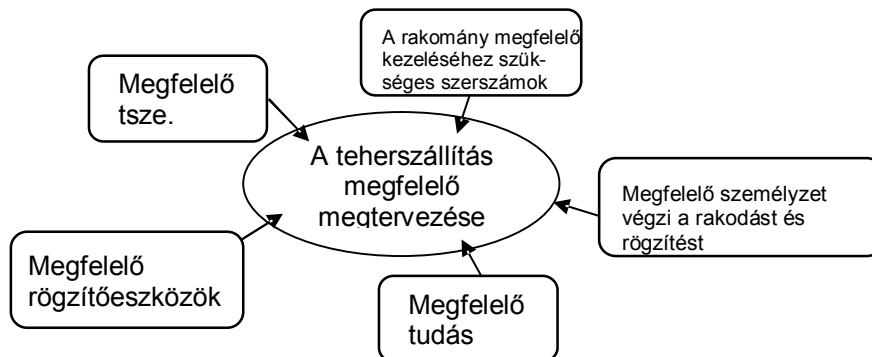 A rakomány megfelelő
kezeléséhez szük-
séges szerszámok
Megfelelő
tsze.
A teherszállítás
megfelelő
megtervezése
Megfelelő személyzet
végzi a rakodást és
rögzítést
Megfelelő
rögzítőeszközök
Megfelelő
tudás